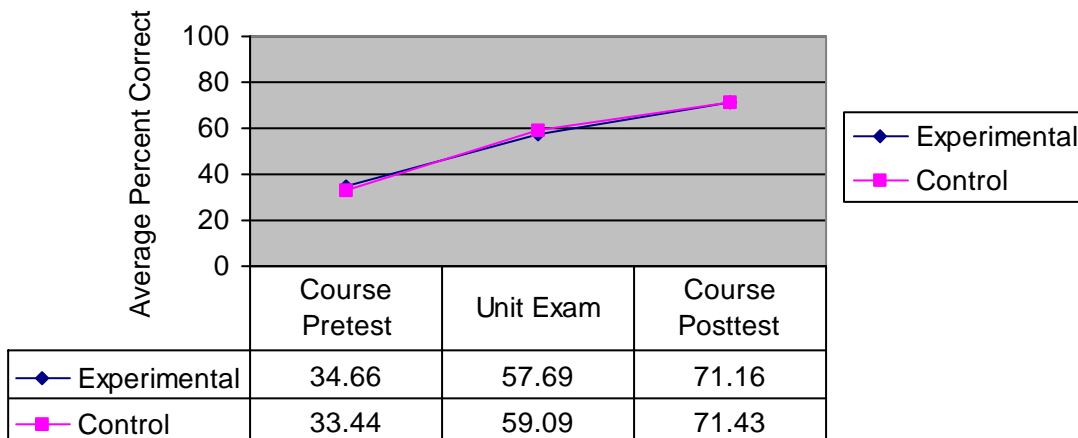 Average Percent Correct
100
80
60
40
20
0
Experimental
Control
Course Pretest
Unit Exam
Course Posttest
Experimental 34.66 57.69 71.16
Control 33.44 59.09 71.43